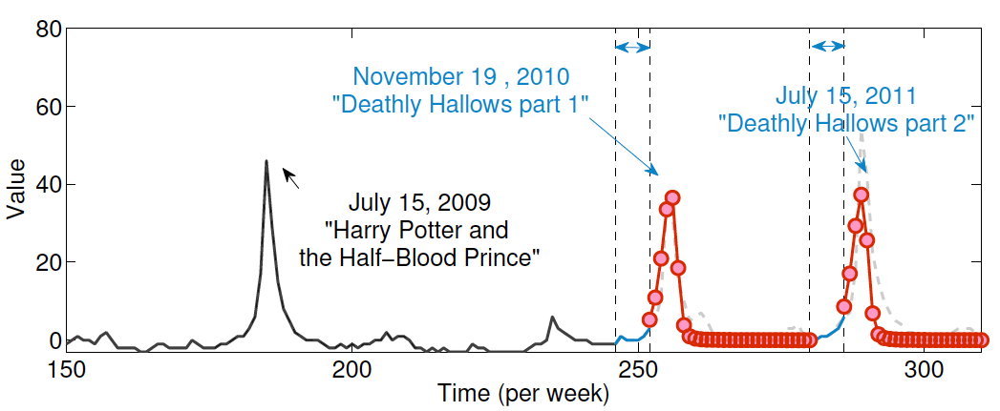 80
60
40
20
0
Value
November 19 , 2010
"Deathly Hallows part 1"
July 15, 2011
"Deathly Hallows part 2"
July 15, 2009
"Harry Potter and
the Half−Blood Prince"
150
200
250
300
Time (per week)